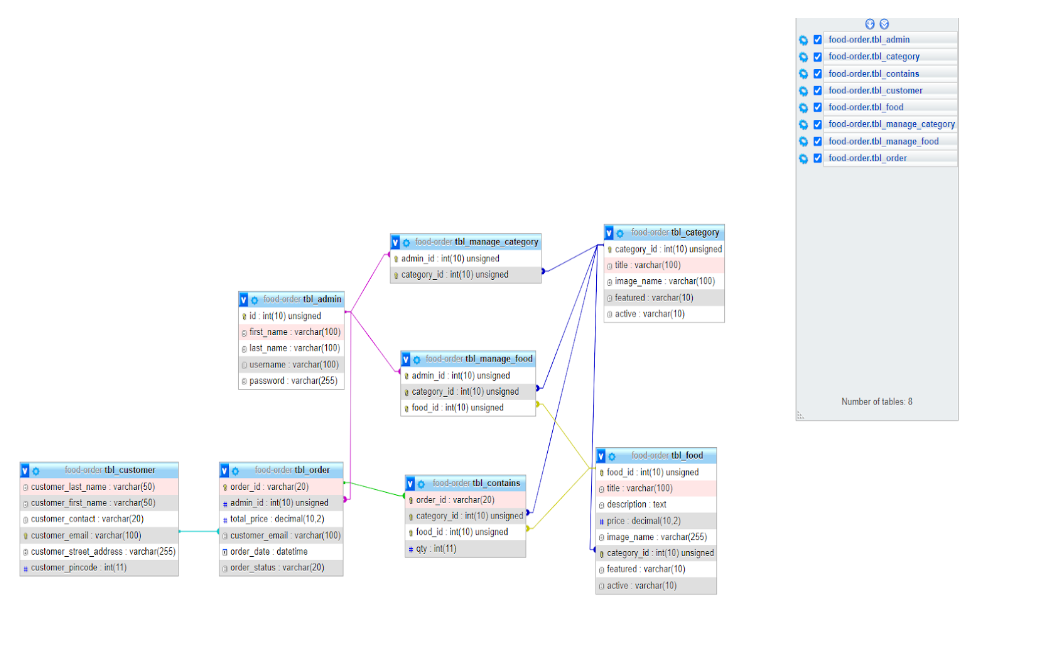 food-order.tbl_admin
food-order.tbl_category
food-order.tbl_contains
food-order.tbl_customer
food-order.tbl_food
food-order.tbl_manage_category
food-order.tbl_manage_food
food-order.tbl_order
Number of tables: 8
food-order tbl_manage_category
admin_id : int(10) unsigned
category_id : int(10) unsigned
food-order tbl_category
category_id : int(10) unsigned
title : varchar(100)
image_name : varchar(100)
featured : varchar(10)
active : varchar(10)
food-order tbl_admin
id : int(10) unsigned
first_name : varchar(100)
last_name : varchar(100)
username : varchar(100)
password : varchar(255)
food-order tbl_manage_food
admin_id : int(10) unsigned
category_id : int(10) unsigned
food_id : int(10) unsigned
food-order tbl_customer
customer_last_name : varchar(50)
customer_first_name : varchar(50)
customer_contact : varchar(20)
customer_email : varchar(100)
customer_street_address : varchar(255)
customer_pincode : int(11)
food-order tbl_order
order_id : varchar(20)
admin_id : int(10) unsigned
total_price : decimal(10,2)
customer_email : varchar(100)
order_date : datetime
order_status : varchar(20)
food-order tbl_contains
order_id : varchar(20)
category_id : int(10) unsigned
food_id : int(10) unsigned
qty : int(11)
food-order tbl_food
food_id : int(10) unsigned
title : varchar(100)
description : text
price : decimal(10,2)
image_name : varchar(255)
category_id : int(10) unsigned
featured : varchar(10)
active : varchar(10)